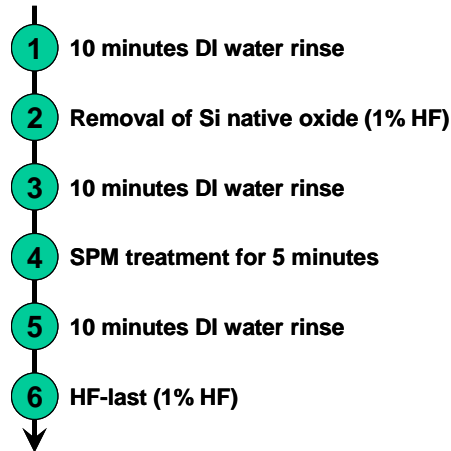 1 10 minutes DI water rinse
2 Removal of Si native oxide (1% HF)
3 10 minutes DI water rinse
4 SPM treatment for 5 minutes
5 10 minutes DI water rinse
6 HF-last (1% HF)